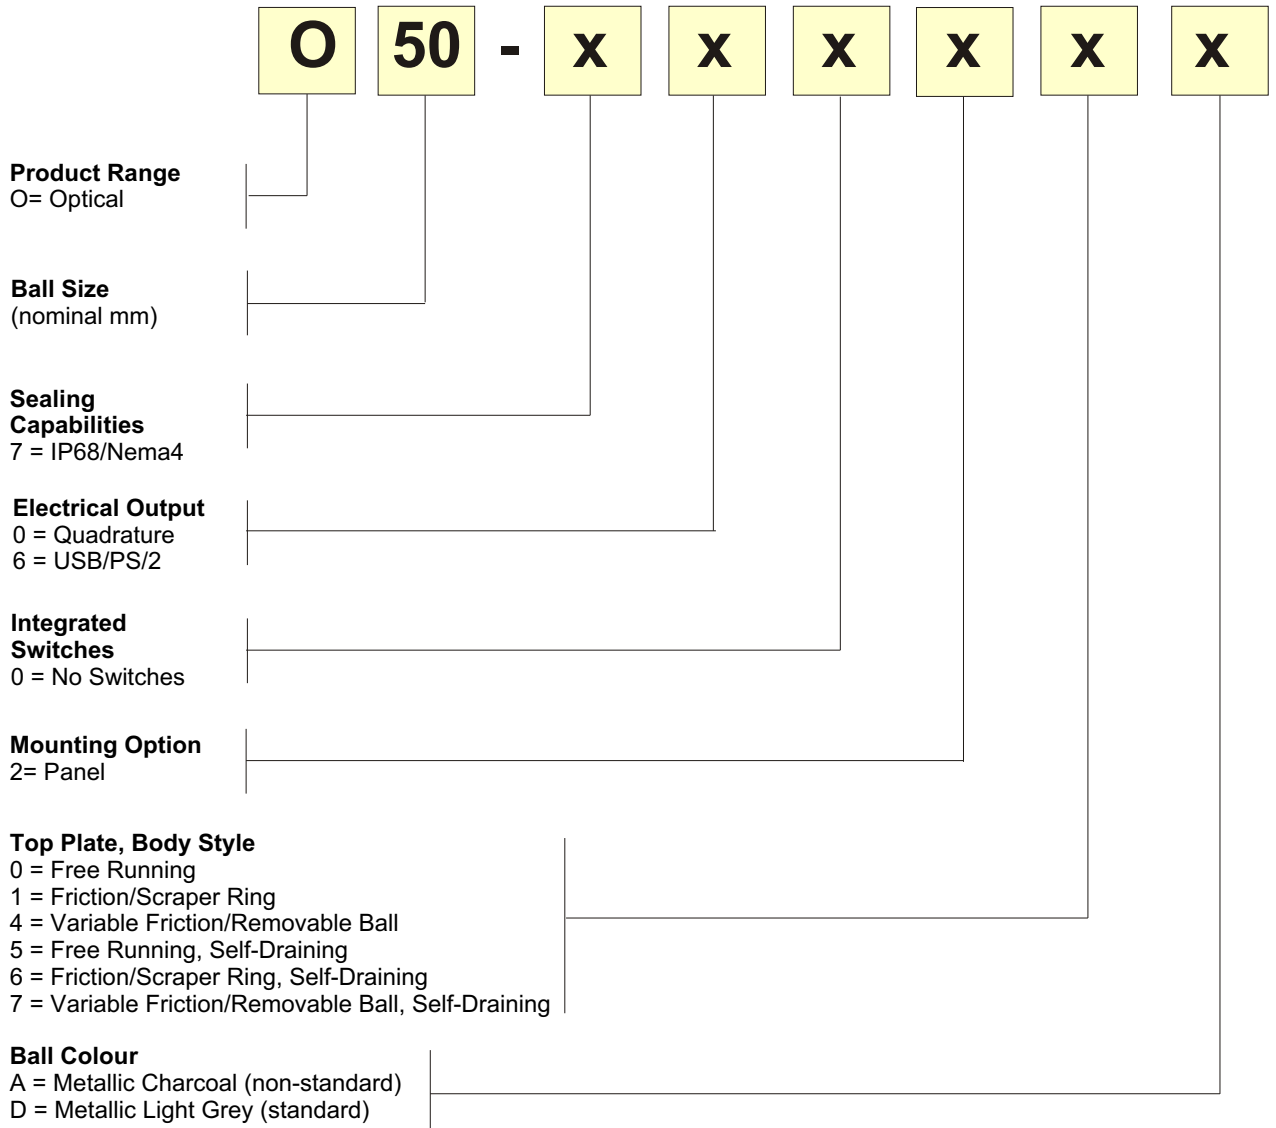 O 50 - x x x x x x
Product Range
O= Optical
Ball Size
(nominal mm)
Sealing
Capabilities
7 = IP68/Nema4
Electrical Output
0 = Quadrature
6 = USB/PS/2
Integrated
Switches
0 = No Switches
Mounting Option
2= Panel
Top Plate, Body Style
0 = Free Running
1 = Friction/Scraper Ring
4 = Variable Friction/Removable Ball
5 = Free Running, Self-Draining
6 = Friction/Scraper Ring, Self-Draining
7 = Variable Friction/Removable Ball, Self-Draining
Ball Colour
A = Metallic Charcoal (non-standard)
D = Metallic Light Grey (standard)